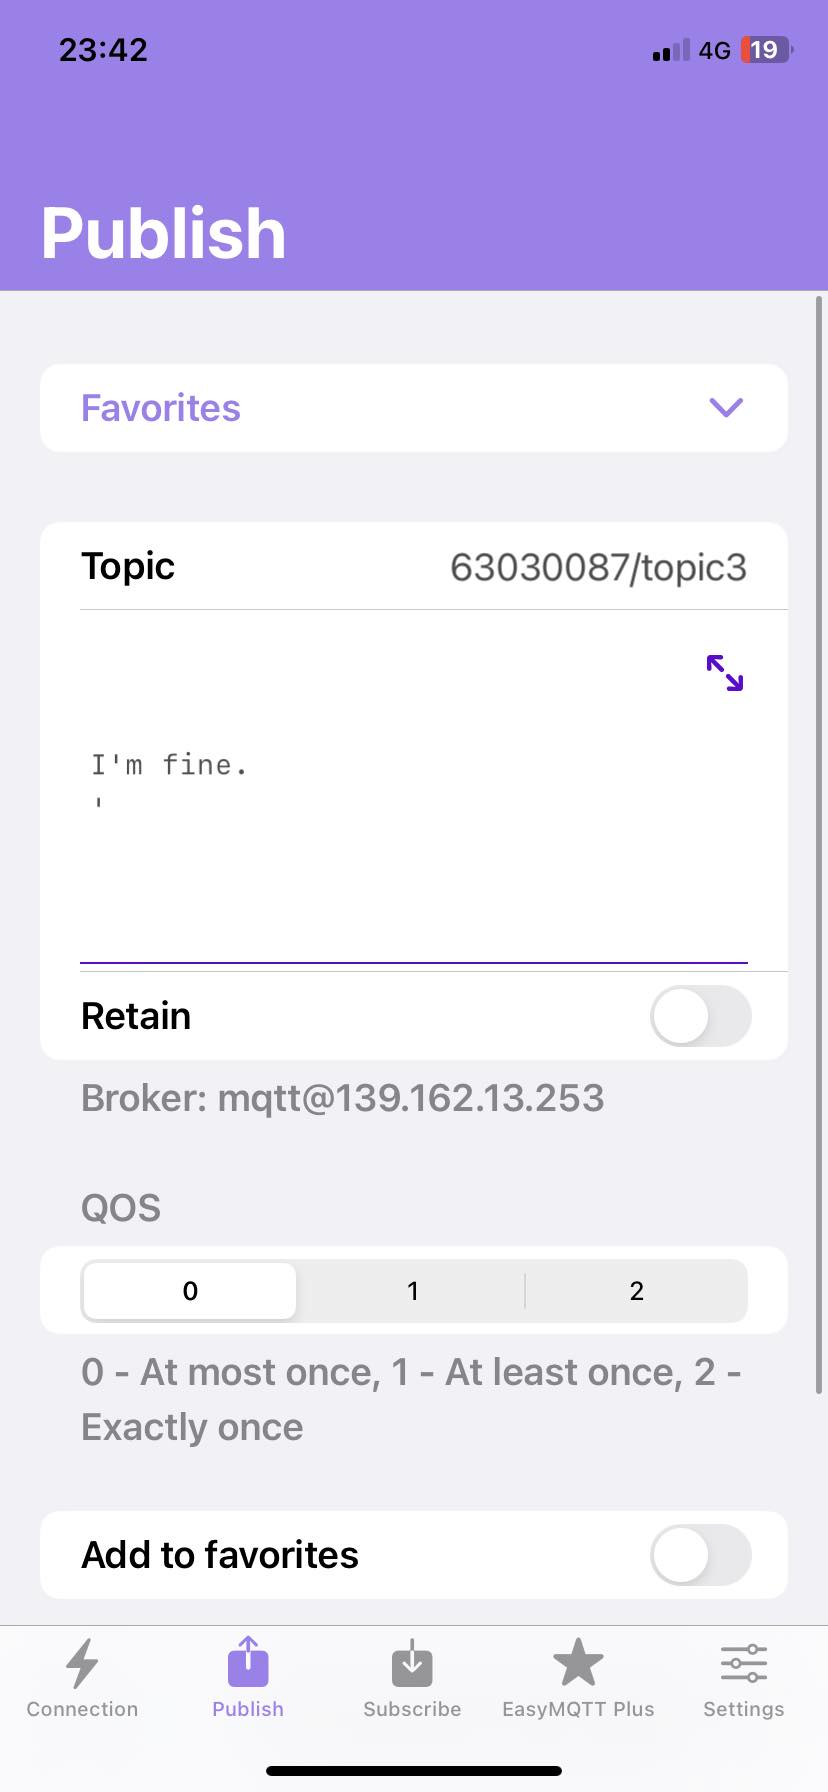 23:42 4G 19
Publish
Favorites
Topic 63030087/topic3
I'm fine.
'
Retain
Broker: mqtt@139.162.13.253
QOS
0 1 2
0 - At most once, 1 - At least once, 2 -
Exactly once
Add to favorites
Connection Publish Subscribe EasyMQTT Plus Settings